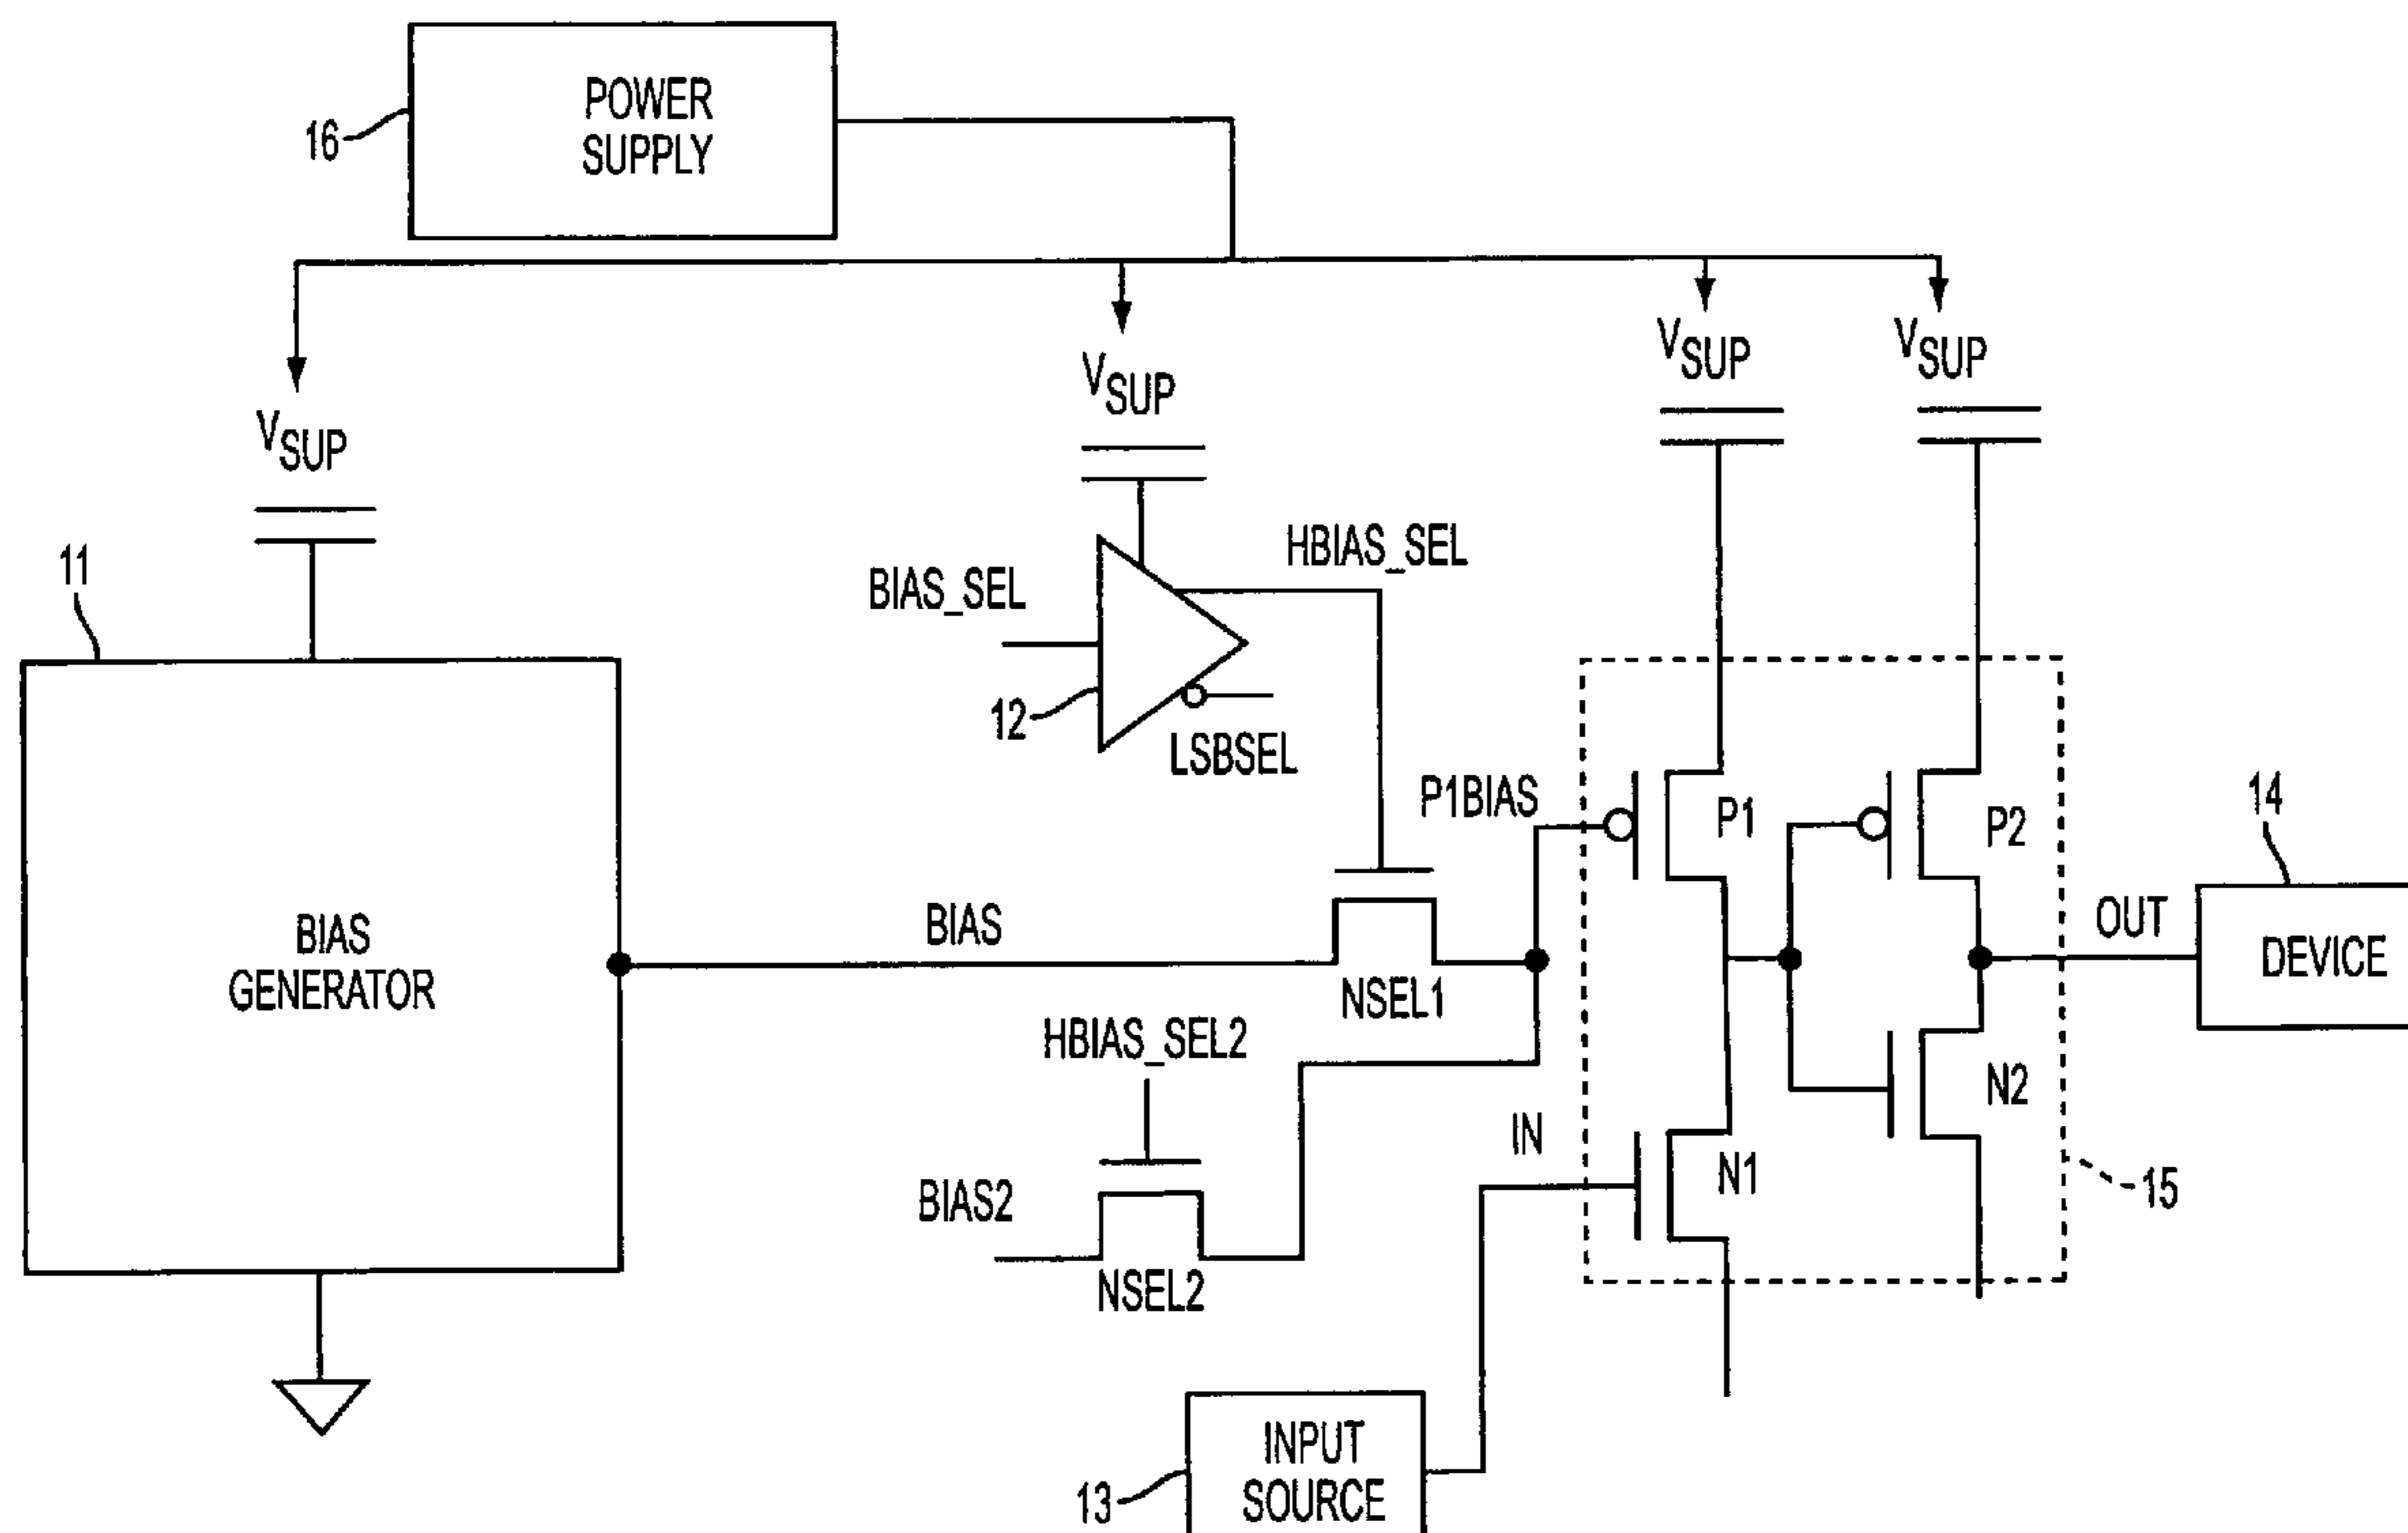 POWER
SUPPLY
16
VSUP
VSUP
VSUP
VSUP
11
BIAS_SEL
HBIAS_SEL
12
LSBSEL
P1BIAS
P1
P2
14
BIAS
GENERATOR
BIAS
NSEL1
OUT
DEVICE
HBIAS_SEL2
IN
N1
N2
15
BIAS2
NSEL2
INPUT
SOURCE
13